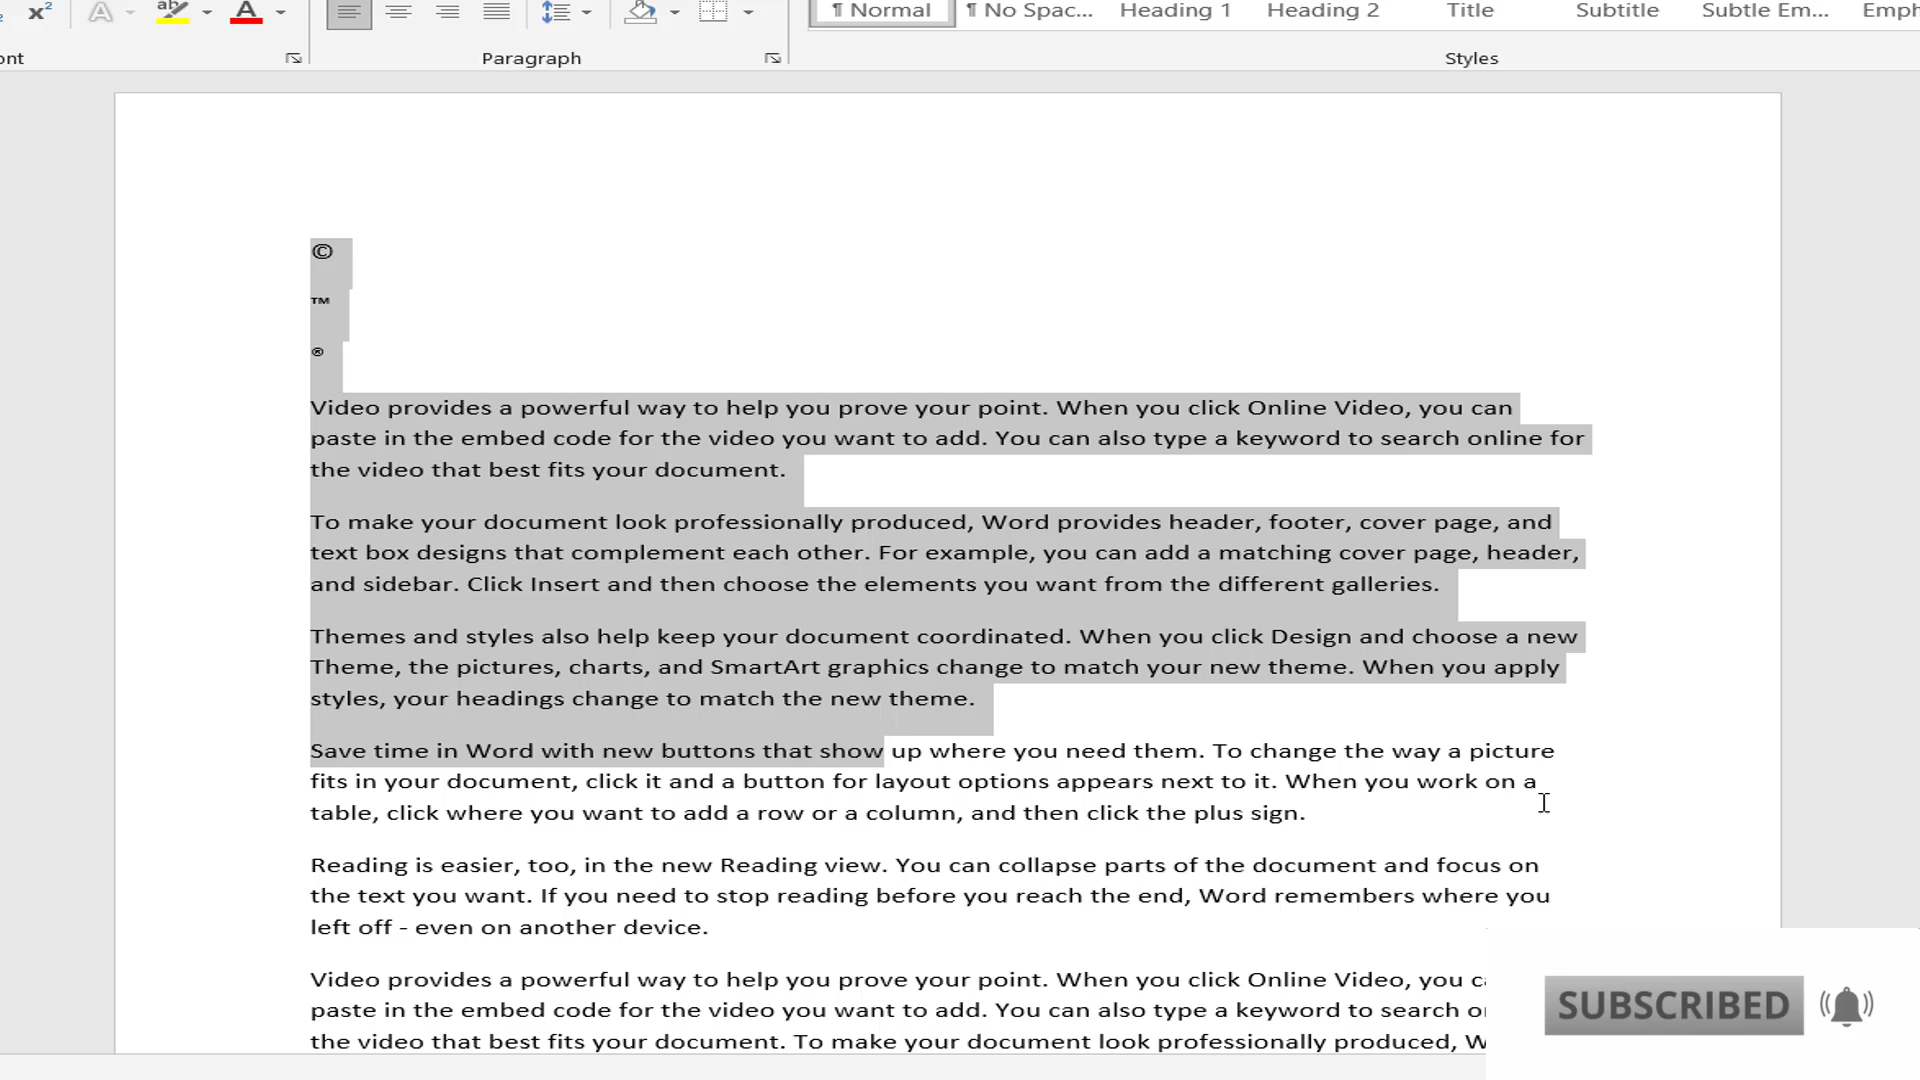 ont
Paragraph
Styles
¶ Normal
¶ No Spac...
Heading 1
Heading 2
Title
Subtitle
Subtle Em...
Emph
©
™
®
Video provides a powerful way to help you prove your point. When you click Online Video, you can
paste in the embed code for the video you want to add. You can also type a keyword to search online for
the video that best fits your document.
To make your document look professionally produced, Word provides header, footer, cover page, and
text box designs that complement each other. For example, you can add a matching cover page, header,
and sidebar. Click Insert and then choose the elements you want from the different galleries.
Themes and styles also help keep your document coordinated. When you click Design and choose a new
Theme, the pictures, charts, and SmartArt graphics change to match your new theme. When you apply
styles, your headings change to match the new theme.
Save time in Word with new buttons that show up where you need them. To change the way a picture
fits in your document, click it and a button for layout options appears next to it. When you work on a
table, click where you want to add a row or a column, and then click the plus sign.
Reading is easier, too, in the new Reading view. You can collapse parts of the document and focus on
the text you want. If you need to stop reading before you reach the end, Word remembers where you
left off - even on another device.
Video provides a powerful way to help you prove your point. When you click Online Video, you c
paste in the embed code for the video you want to add. You can also type a keyword to search o
the video that best fits your document. To make your document look professionally produced, W
SUBSCRIBED